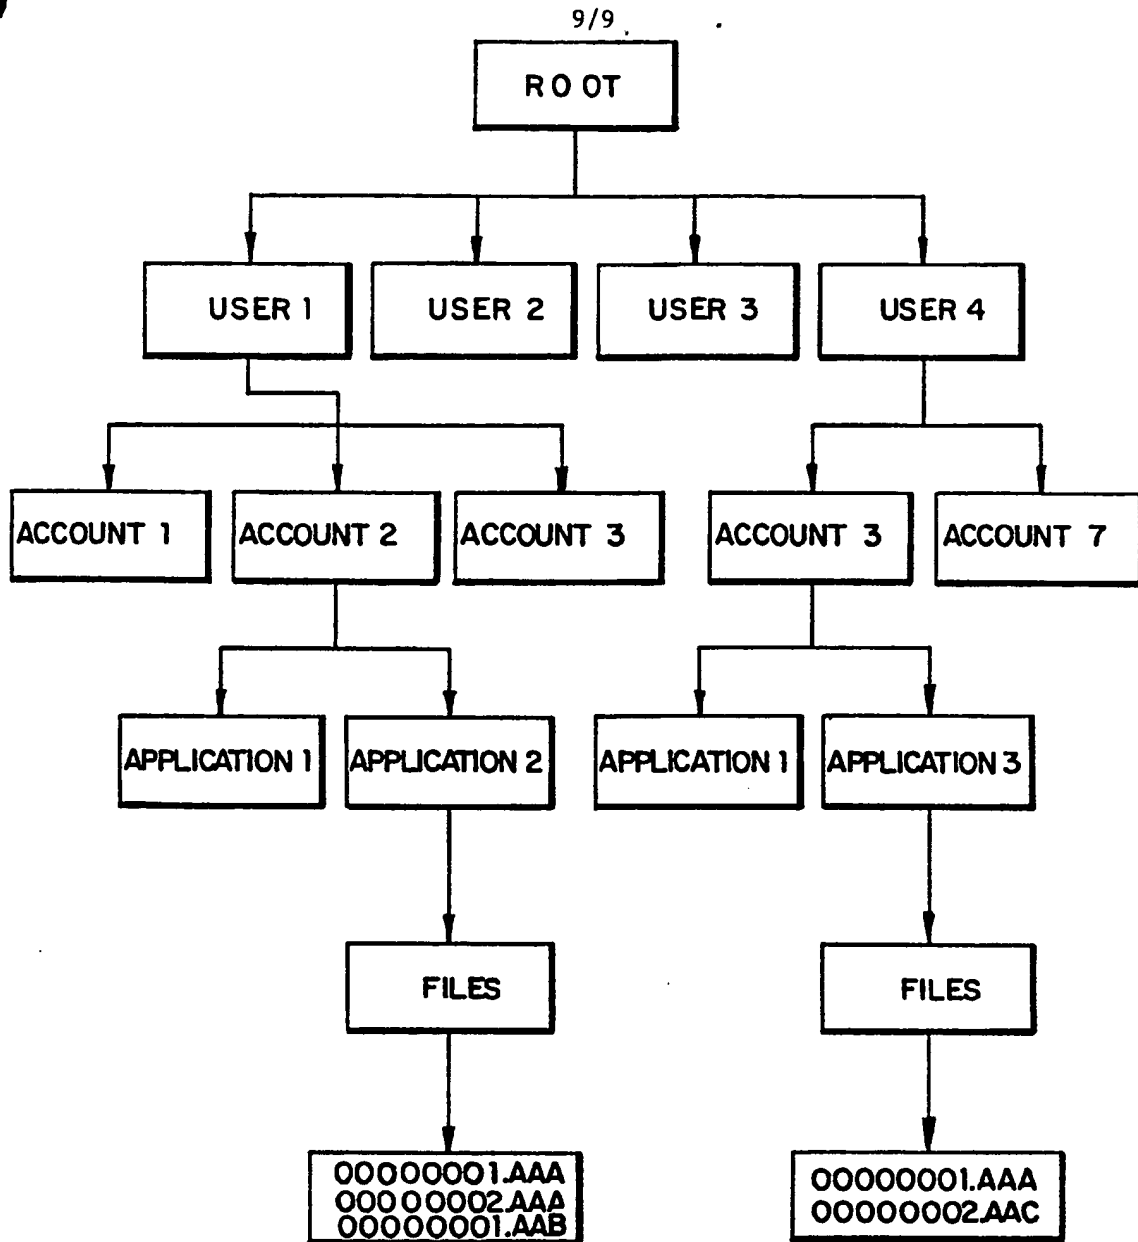 9/9
ROOT
USER 1
USER 2
USER 3
USER 4
ACCOUNT 1
ACCOUNT 2
ACCOUNT 3
ACCOUNT 3
ACCOUNT 7
APPLICATION 1
APPLICATION 2
APPLICATION 1
APPLICATION 3
FILES
FILES
00000001.AAA
00000002.AAA
00000001.AAB
00000001.AAA
00000002.AAC